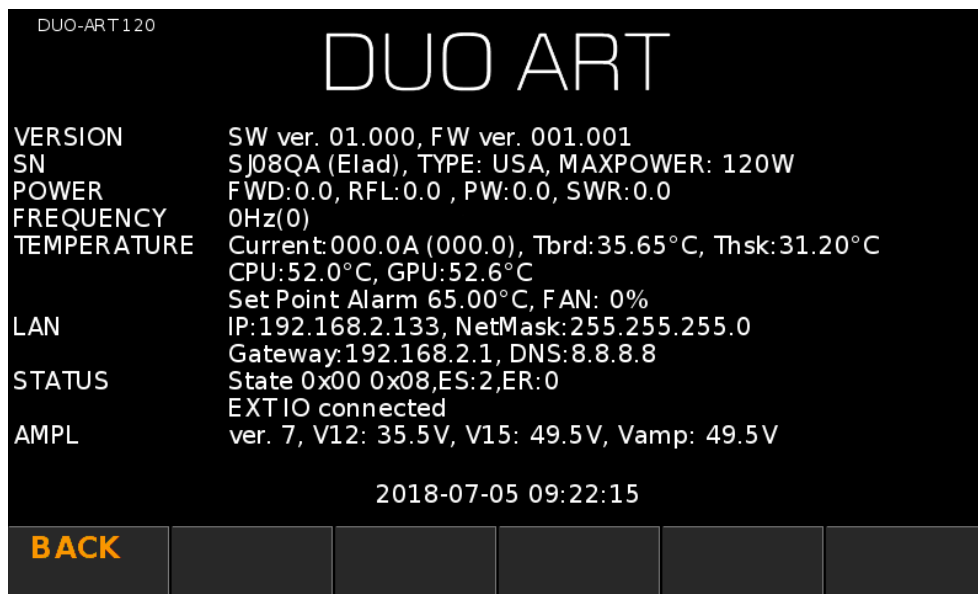 DUO-ART120
DUO ART
VERSION SW ver. 01.000, FW ver. 001.001
SN SJ08QA (Elad), TYPE: USA, MAXPOWER: 120W
POWER FWD:0.0, RFL:0.0 , PW:0.0, SWR:0.0
FREQUENCY 0Hz(0)
TEMPERATURE Current:000.0A (000.0), Tbrd:35.65°C, Thsk:31.20°C
CPU:52.0°C, GPU:52.6°C
Set Point Alarm 65.00°C, FAN: 0%
LAN IP:192.168.2.133, NetMask:255.255.255.0
Gateway:192.168.2.1, DNS:8.8.8.8
STATUS State 0x00 0x08,ES:2,ER:0
EXT IO connected
AMPL ver. 7, V12: 35.5V, V15: 49.5V, Vamp: 49.5V
2018-07-05 09:22:15
BACK